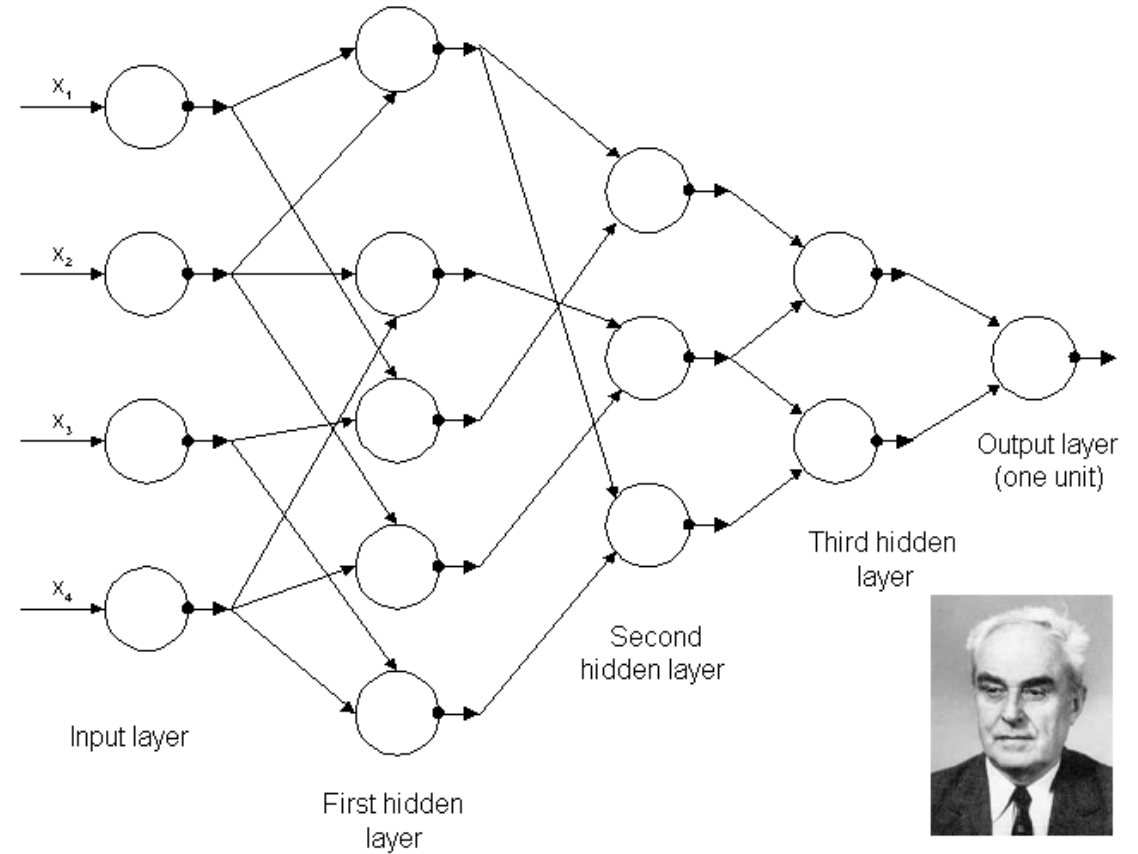 X₁
X₂
X₃
X₄
Input layer
First hidden
layer
Second
hidden layer
Third hidden
layer
Output layer
(one unit)